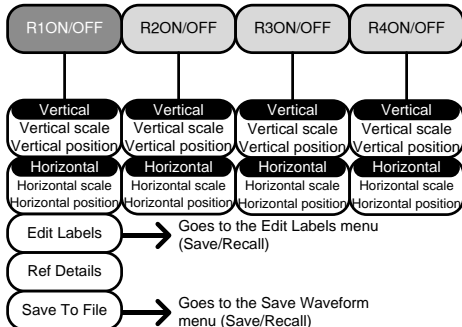 R1ON/OFF R2ON/OFF R3ON/OFF R4ON/OFF
Vertical Vertical Vertical Vertical
Vertical scale Vertical scale Vertical scale Vertical scale
Vertical position Vertical position Vertical position Vertical position
Horizontal Horizontal Horizontal Horizontal
Horizontal scale Horizontal scale Horizontal scale Horizontal scale
Horizontal position Horizontal position Horizontal position Horizontal position
Edit Labels Goes to the Edit Labels menu
(Save/Recall)
Ref Details
Save To File Goes to the Save Waveform
menu (Save/Recall)